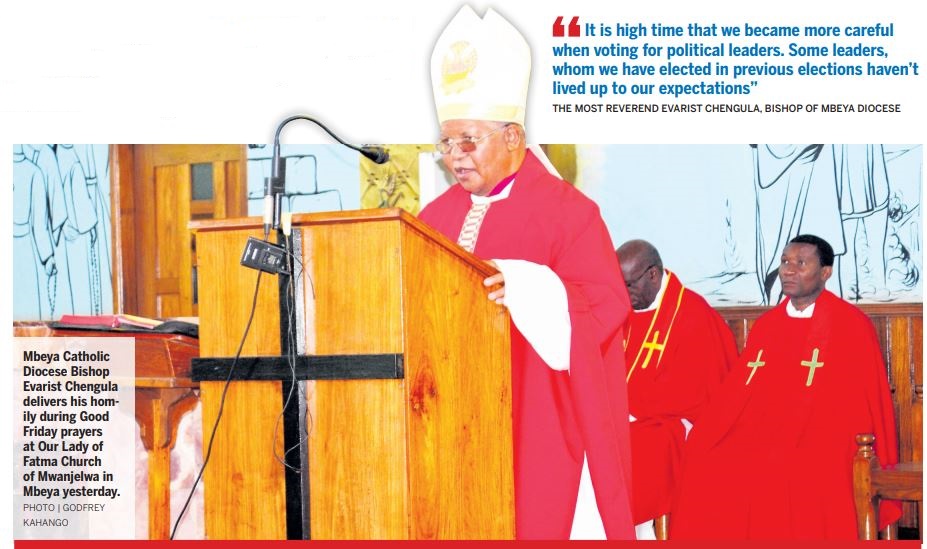 “It is high time that we became more careful
when voting for political leaders. Some leaders,
whom we have elected in previous elections haven't
lived up to our expectations”
THE MOST REVEREND EVARIST CHENGULA, BISHOP OF MBEYA DIOCESE
Mbeya Catholic
Diocese Bishop
Evarist Chengula
delivers his hom-
ily during Good
Friday prayers
at Our Lady of
Fatma Church
of Mwanjelwa in
Mbeya yesterday.
PHOTO | GODFREY
KAHANGO